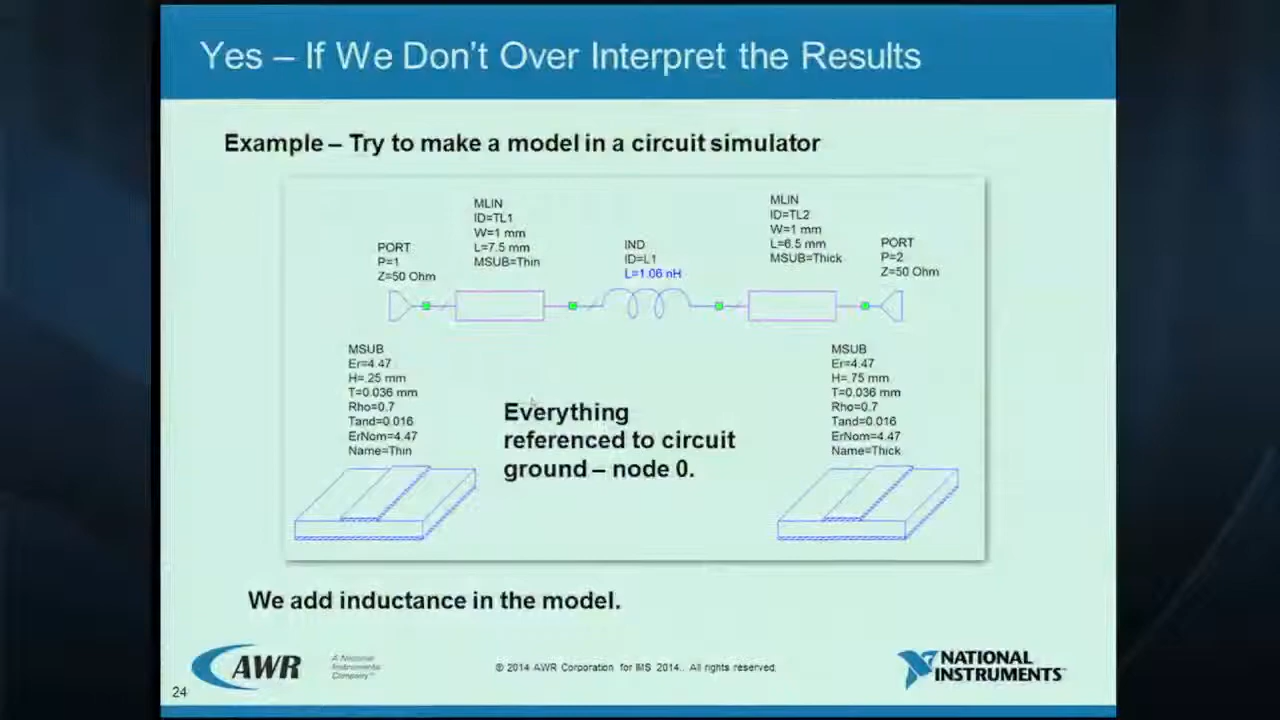 Yes – If We Don't Over Interpret the Results
Example – Try to make a model in a circuit simulator
MLIN
ID=TL1
W=1 mm
L=7.5 mm
MSUB=Thin
MLIN
ID=TL2
W=1 mm
L=6.5 mm
MSUB=Thick
PORT
P=1
Z=50 Ohm
IND
ID=L1
L=1.06 nH
PORT
P=2
Z=50 Ohm
MSUB
Er=4.47
H=.25 mm
T=0.036 mm
Rho=0.7
Tand=0.016
ErNom=4.47
Name=Thin
Everything
referenced to circuit
ground – node 0.
MSUB
Er=4.47
H=.75 mm
T=0.036 mm
Rho=0.7
Tand=0.016
ErNom=4.47
Name=Thick
We add inductance in the model.
AWR
A National
Instruments
Company™
© 2014 AWR Corporation for IMS 2014.. All rights reserved.
NATIONAL
INSTRUMENTS™
24